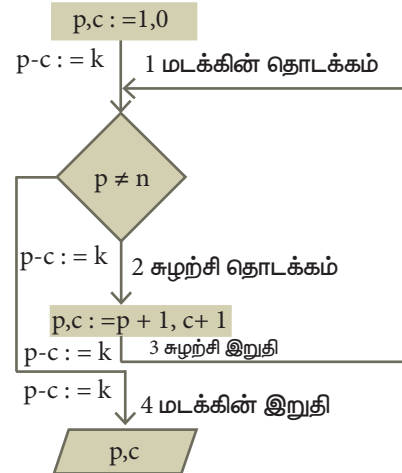 p,c : =1,0
p-c : = k
1 மடக்கின் தொடக்கம்
p ≠ n
p-c : = k
2 சுழற்சி தொடக்கம்
p,c : =p + 1, c+ 1
p-c : = k
3 சுழற்சி இறுதி
p-c : = k
4 மடக்கின் இறுதி
p,c